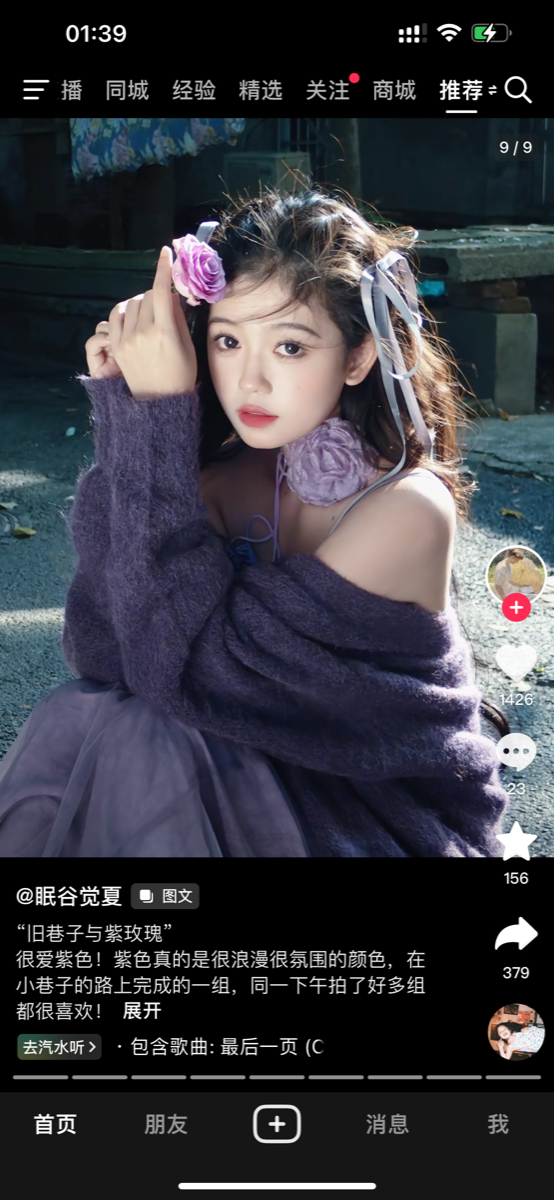 01:39
播 同城 经验 精选 关注 商城 推荐
9 / 9
1426
23
156
379
@眠谷觉夏 图文
“旧巷子与紫玫瑰”
很爱紫色！紫色真的是很浪漫很氛围的颜色，在
小巷子的路上完成的一组，同一下午拍了好多组
都很喜欢！ 展开
去汽水听 · 包含歌曲: 最后一页 (C
首页 朋友 消息 我